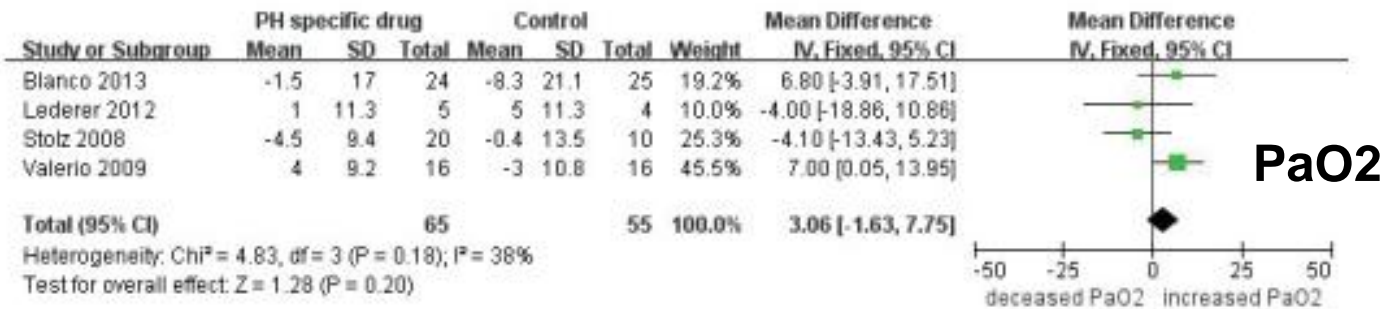 PH specific drug Control Mean Difference Mean Difference
Study or Subgroup Mean SD Total Mean SD Total Weight IV, Fixed, 95% CI IV, Fixed, 95% CI
Blanco 2013 -1.5 17 24 -8.3 21.1 25 19.2% 6.80 [-3.91, 17.51]
Lederer 2012 1 11.3 5 5 11.3 4 10.0% -4.00 [-18.86, 10.86]
Stolz 2008 -4.5 9.4 20 -0.4 13.5 10 25.3% -4.10 [-13.43, 5.23]
Valerio 2009 4 9.2 16 -3 10.8 16 45.5% 7.00 [0.05, 13.95]
PaO2
Total (95% CI) 65 55 100.0% 3.06 [-1.63, 7.75]
Heterogeneity: Chi² = 4.83, df = 3 (P = 0.18); I² = 38%
Test for overall effect: Z = 1.28 (P = 0.20)
-50 -25 0 25 50
deceased PaO2 increased PaO2